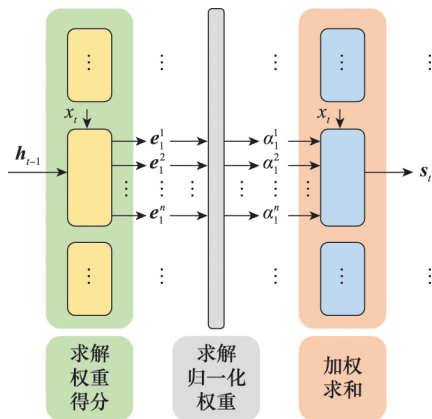 x_t
x_t
h_{t-1}
e_1^1
α_1^1
e_1^2
α_1^2
s_t
e_1^n
α_1^n
求解
权重
得分
求解
归一化
权重
加权
求和